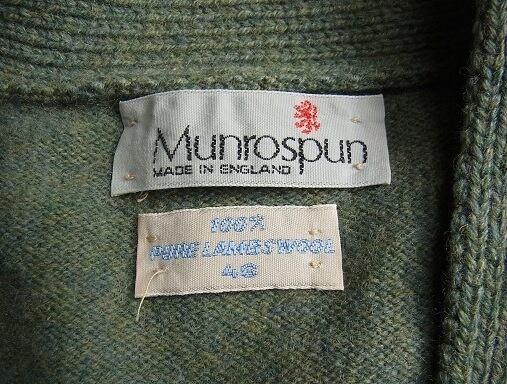 Munrospun
MADE IN ENGLAND
100%
PURE LAMBSWOOL
46